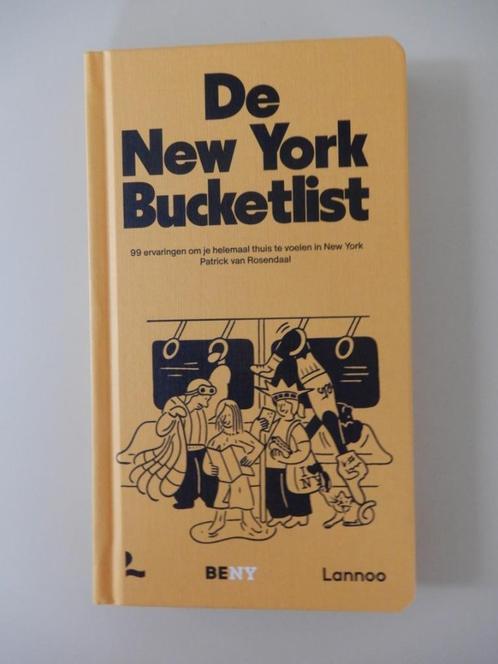 De
New York
Bucketlist
99 ervaringen om je helemaal thuis te voelen in New York
Patrick van Rosendaal
BENY
Lannoo